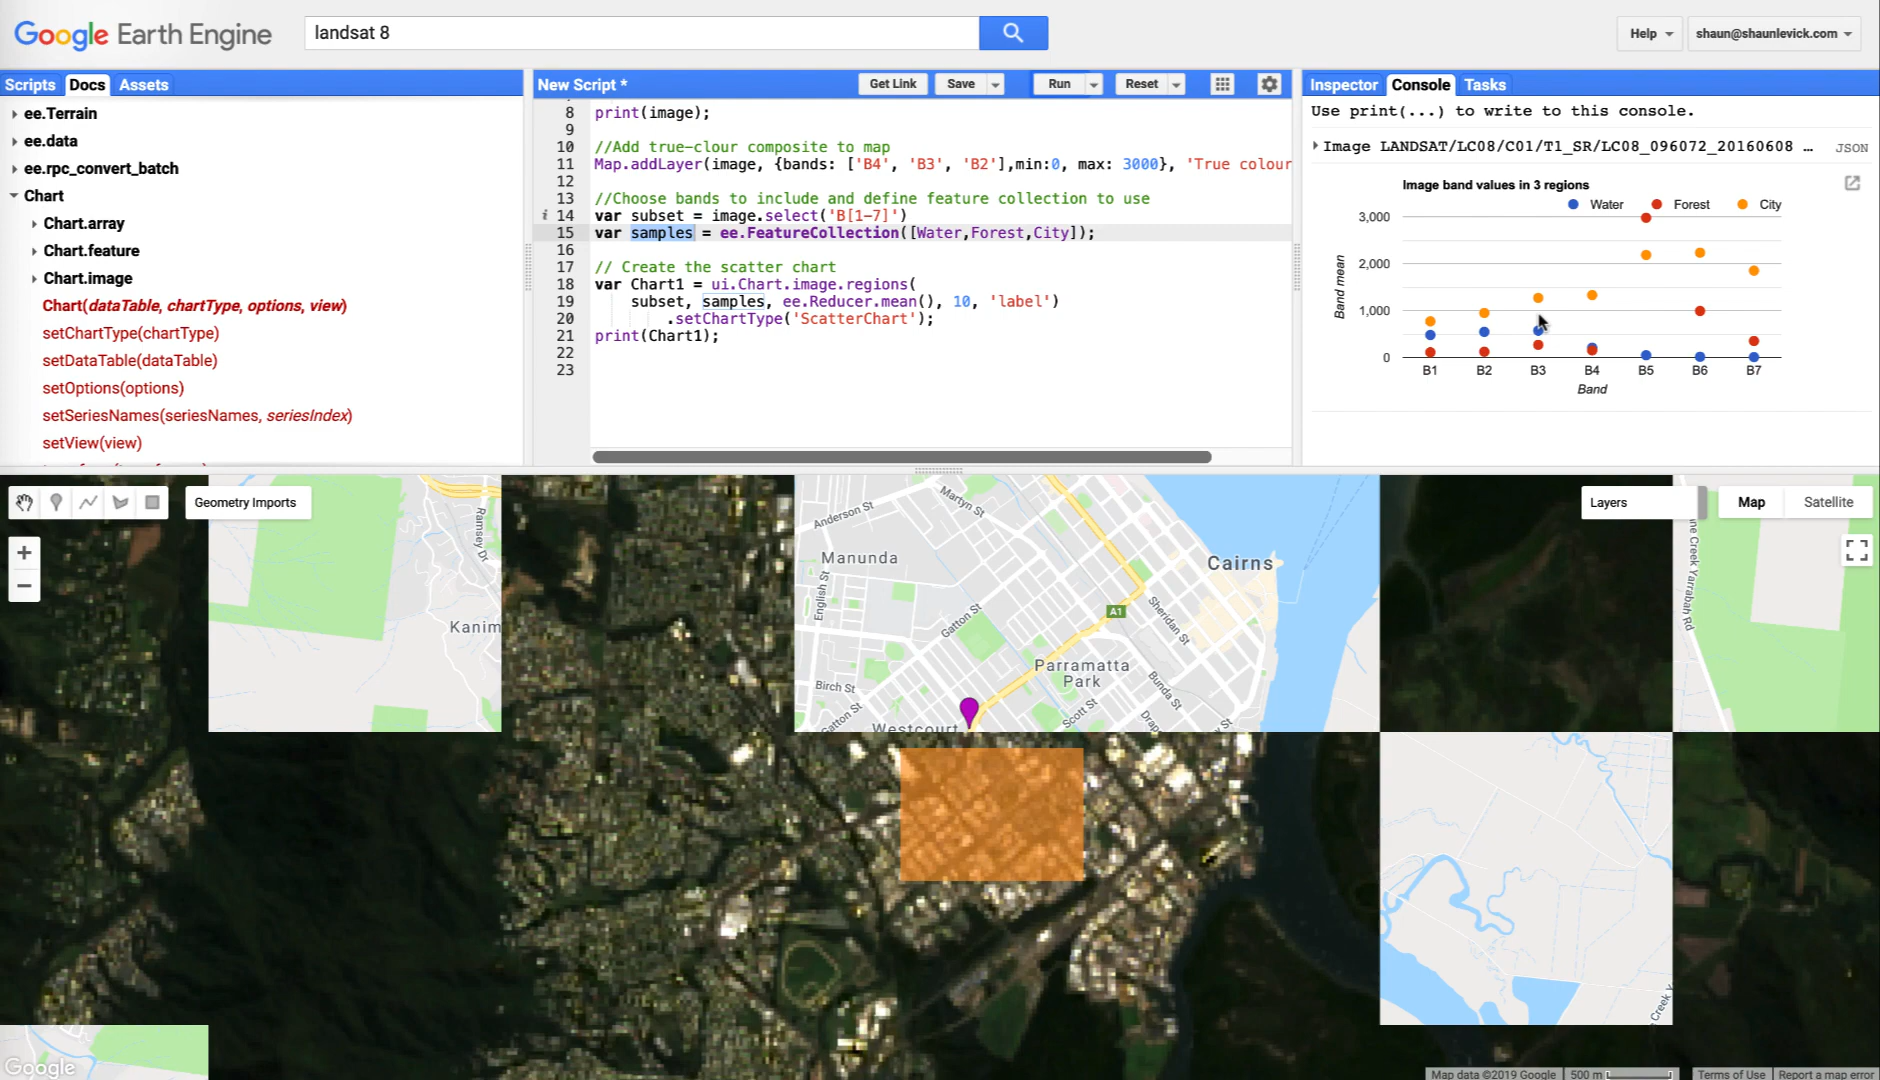 Google Earth Engine
landsat 8
Help
shaun@shaunlevick.com
Scripts Docs Assets
ee.Terrain
ee.data
ee.rpc_convert_batch
Chart
Chart.array
Chart.feature
Chart.image
Chart(dataTable, chartType, options, view)
setChartType(chartType)
setDataTable(dataTable)
setOptions(options)
setSeriesNames(seriesNames, seriesIndex)
setView(view)
New Script *
Get Link Save Run Reset
8 print(image);
9
10 //Add true-clour composite to map
11 Map.addLayer(image, {bands: ['B4', 'B3', 'B2'],min:0, max: 3000}, 'True colour
12
13 //Choose bands to include and define feature collection to use
i 14 var subset = image.select('B[1-7]')
15 var samples = ee.FeatureCollection([Water,Forest,City]);
16
17 // Create the scatter chart
18 var Chart1 = ui.Chart.image.regions(
19 subset, samples, ee.Reducer.mean(), 10, 'label')
20 .setChartType('ScatterChart');
21 print(Chart1);
22
23
Inspector Console Tasks
Use print(...) to write to this console.
Image LANDSAT/LC08/C01/T1_SR/LC08_096072_20160608 ... JSON
Image band values in 3 regions
Water Forest City
3,000
2,000
1,000
0
Band mean
B1 B2 B3 B4 B5 B6 B7
Band
Geometry Imports
Layers
Map Satellite
+
−
Ramsey Dr
Kanim
Anderson St
Martyn St
Manunda
Cairns
English St
Gatton St
A1
Sheridan St
Parramatta
Park
Birch St
Bunda St
Gatton St
Scott St
Westcourt
Drap
y St
ne Creek Yarrabah Rd
e Creek Y
Google
Map data ©2019 Google 500 m Terms of Use Report a map error